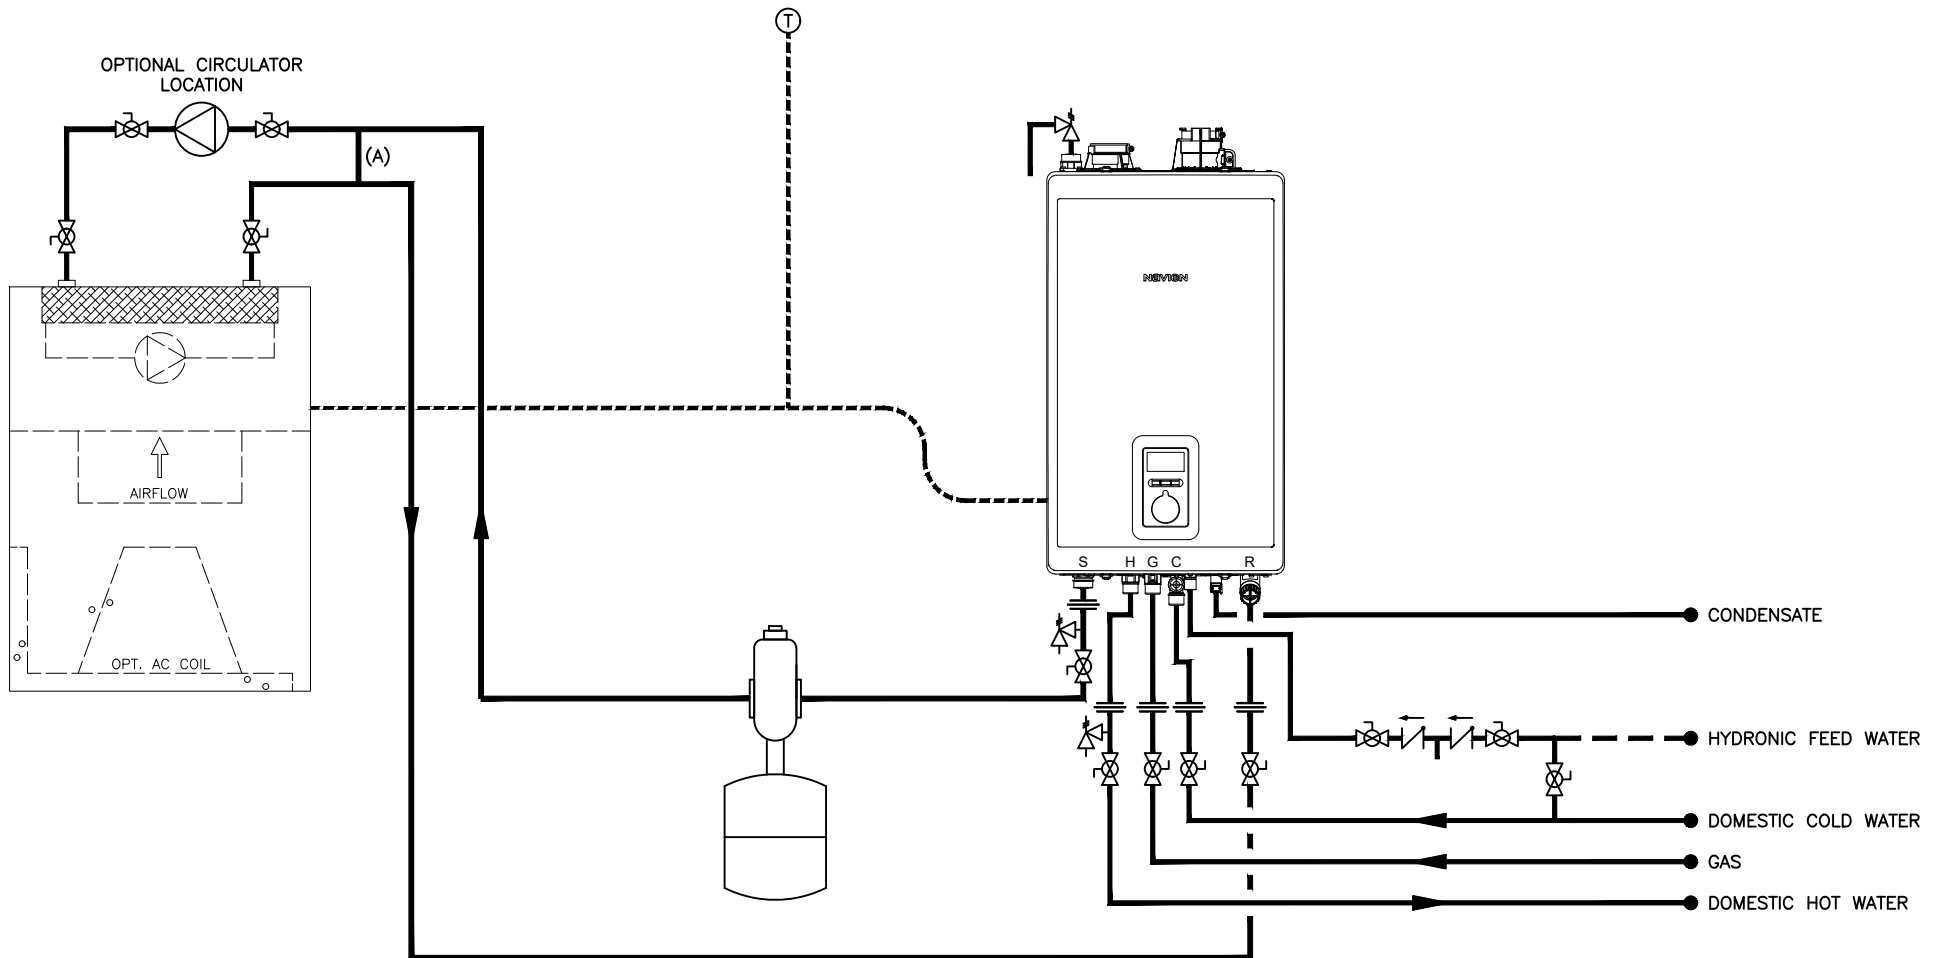 T
OPTIONAL CIRCULATOR
LOCATION
(A)
NAVIEN
AIRFLOW
OPT. AC COIL
S H G C R
CONDENSATE
HYDRONIC FEED WATER
DOMESTIC COLD WATER
GAS
DOMESTIC HOT WATER